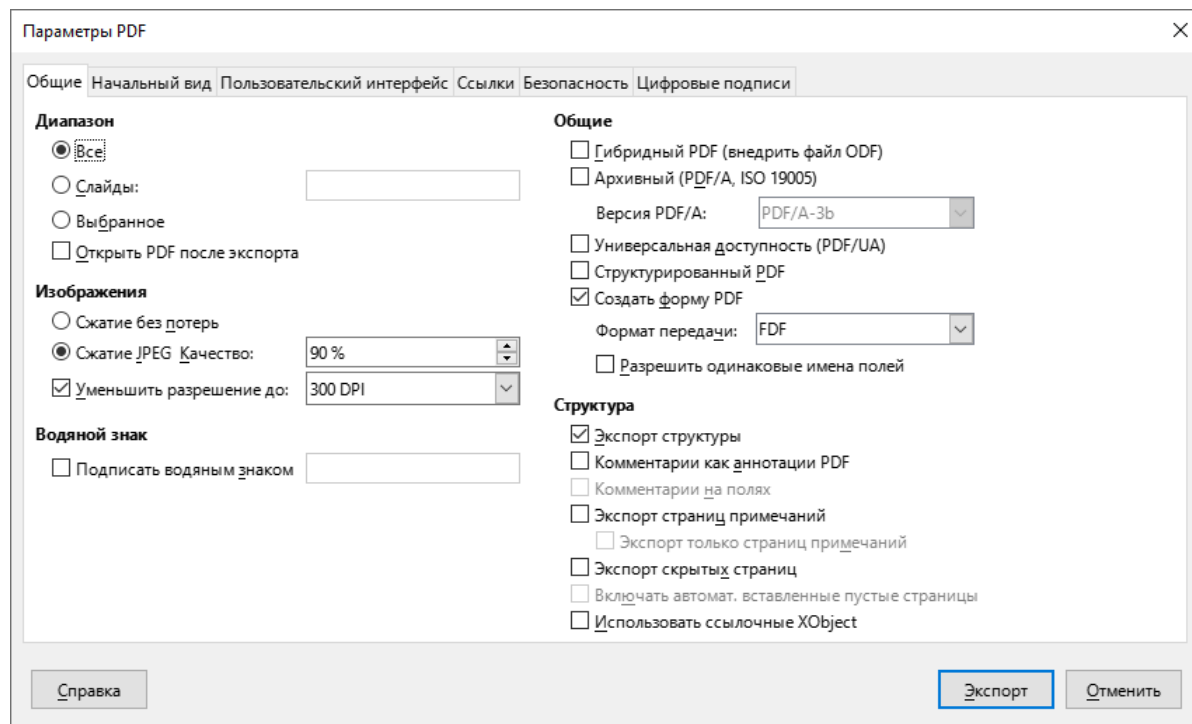 Параметры PDF
Общие Начальный вид Пользовательский интерфейс Ссылки Безопасность Цифровые подписи
Диапазон
Все
Слайды:
Выбранное
Открыть PDF после экспорта
Изображения
Сжатие без потерь
Сжатие JPEG Качество: 90 %
Уменьшить разрешение до: 300 DPI
Водяной знак
Подписать водяным знаком
Общие
Гибридный PDF (внедрить файл ODF)
Архивный (PDF/A, ISO 19005)
Версия PDF/A: PDF/A-3b
Универсальная доступность (PDF/UA)
Структурированный PDF
Создать форму PDF
Формат передачи: FDF
Разрешить одинаковые имена полей
Структура
Экспорт структуры
Комментарии как аннотации PDF
Комментарии на полях
Экспорт страниц примечаний
Экспорт только страниц примечаний
Экспорт скрытых страниц
Включать автомат. вставленные пустые страницы
Использовать ссылочные XObject
Справка Экспорт Отменить